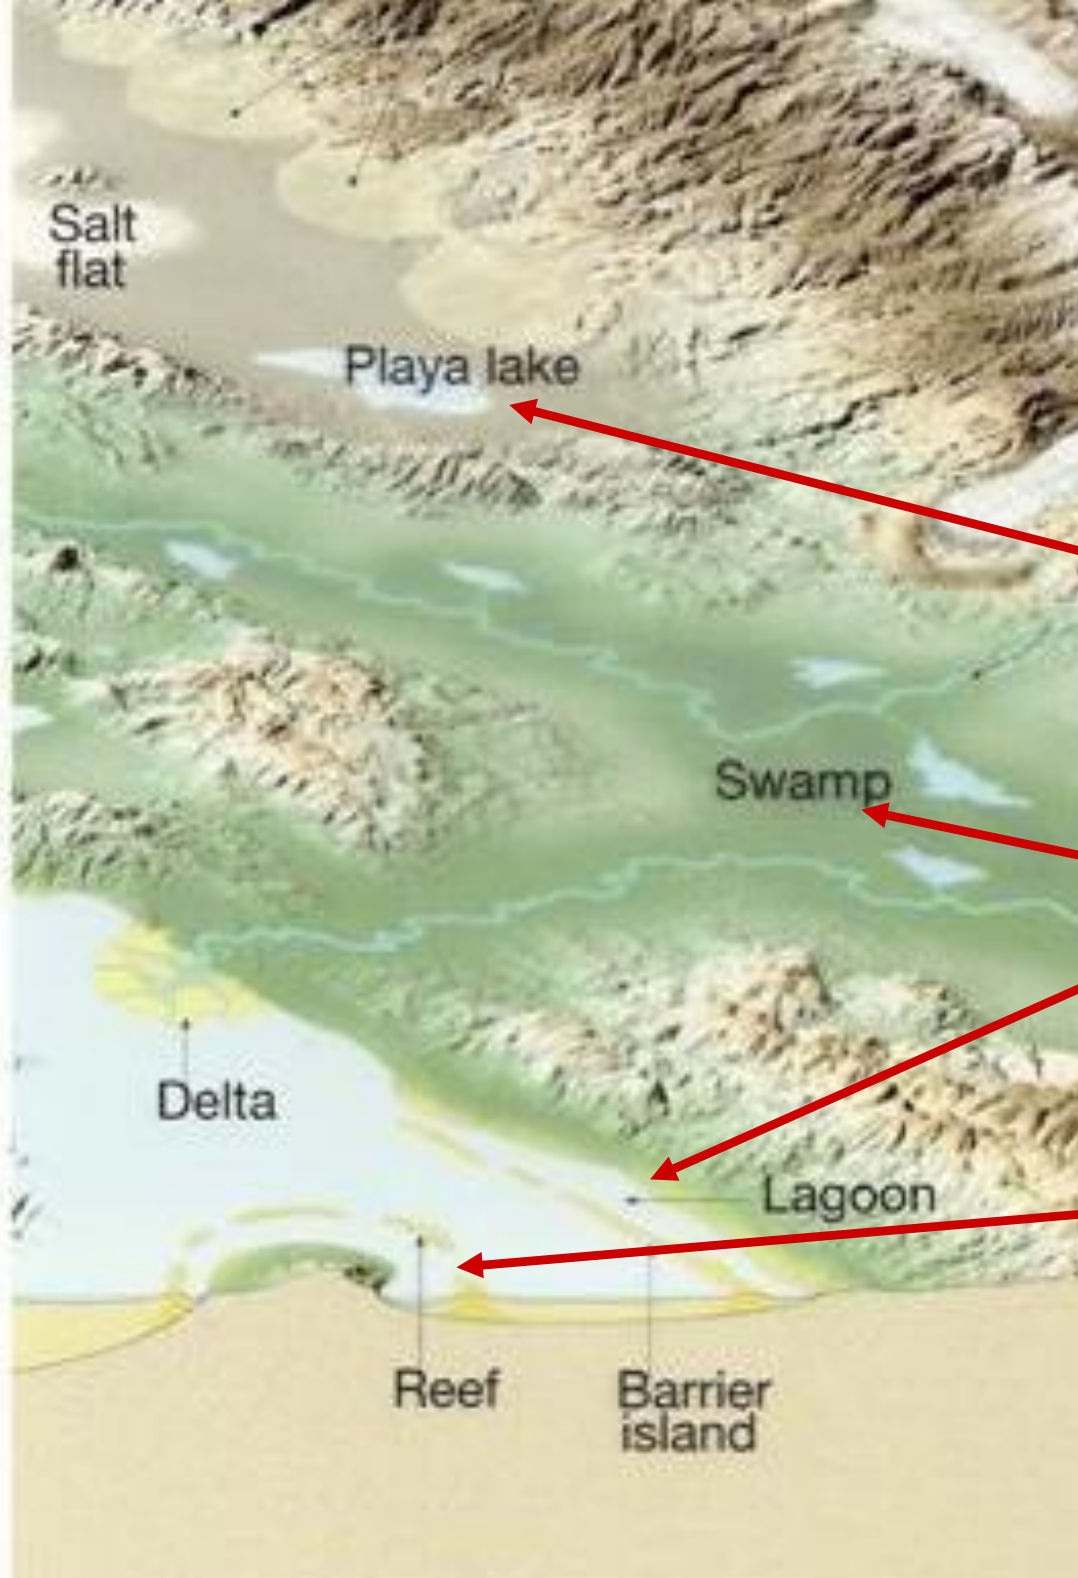 Salt
flat
Playa lake
Swamp
Delta
Lagoon
Reef
Barrier
island